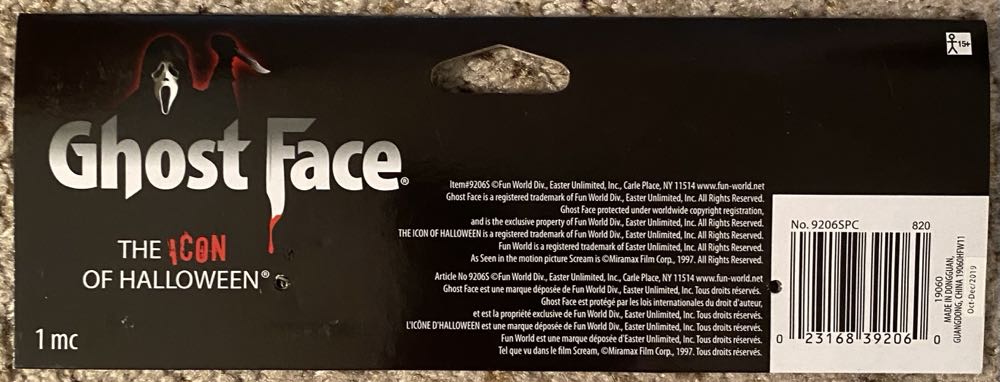 15+
Ghost Face®
THE ICON
OF HALLOWEEN®
1 mc
Item#9206S ©Fun World Div., Easter Unlimited, Inc., Carle Place, NY 11514 www.fun-world.net
Ghost Face is a registered trademark of Fun World Div., Easter Unlimited, Inc. All Rights Reserved.
Ghost Face protected under worldwide copyright registration,
and is the exclusive property of Fun World Div., Easter Unlimited, Inc. All Rights Reserved.
THE ICON OF HALLOWEEN is a registered trademark of Easter Unlimited, Inc. All Rights Reserved.
Fun World is a registered trademark of Easter Unlimited, Inc. All Rights Reserved.
As Seen in the motion picture Scream is ©Miramax Film Corp., 1997. All Rights Reserved.
Article No 9206S ©Fun World Div., Easter Unlimited, Inc., Carle Place, NY 11514 www.fun-world.net
Ghost Face est une marque déposée de Fun World Div., Easter Unlimited, Inc. Tous droits réservés.
Ghost Face est protégé par les lois internationales du droit d'auteur,
et est la propriété exclusive de Fun World Div., Easter Unlimited, Inc. Tous droits réservés.
L'ICÔNE D'HALLOWEEN est une marque déposée de Fun World Div., Easter Unlimited, Inc. Tous droits réservés.
Fun World est une marque déposée d'Easter Unlimited, Inc. Tous droits réservés.
Tel que vu dans le film Scream, ©Miramax Film Corp., 1997. Tous droits réservés.
No. 9206SPC 820
0 23168 39206 0
19060
MADE IN DONGGUAN,
GUANGDONG, CHINA 19060HFW11
Oct-Dec/2019